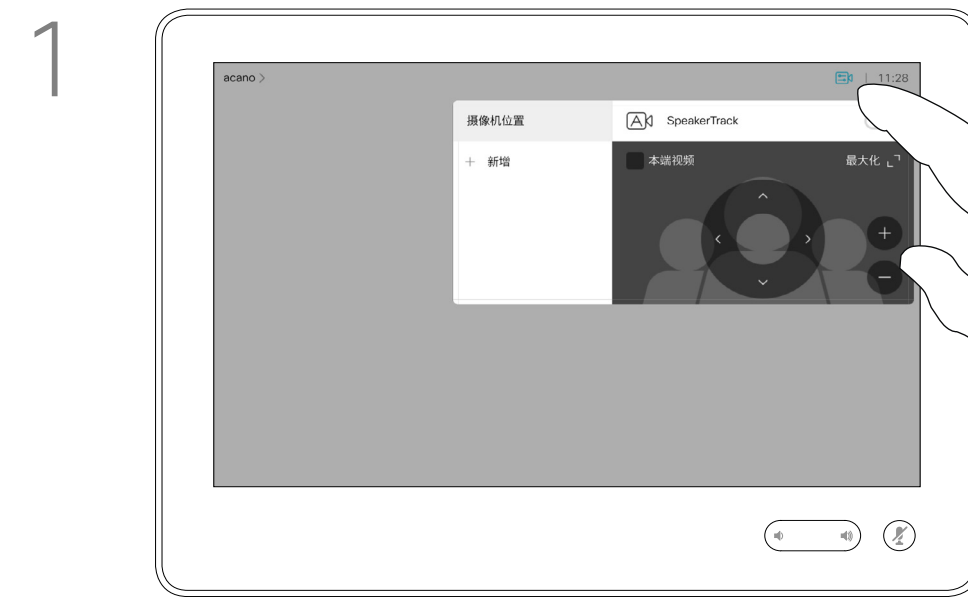 1
acano >
11:28
摄像机位置
A
SpeakerTrack
+ 新增
本端视频
最大化
+
−